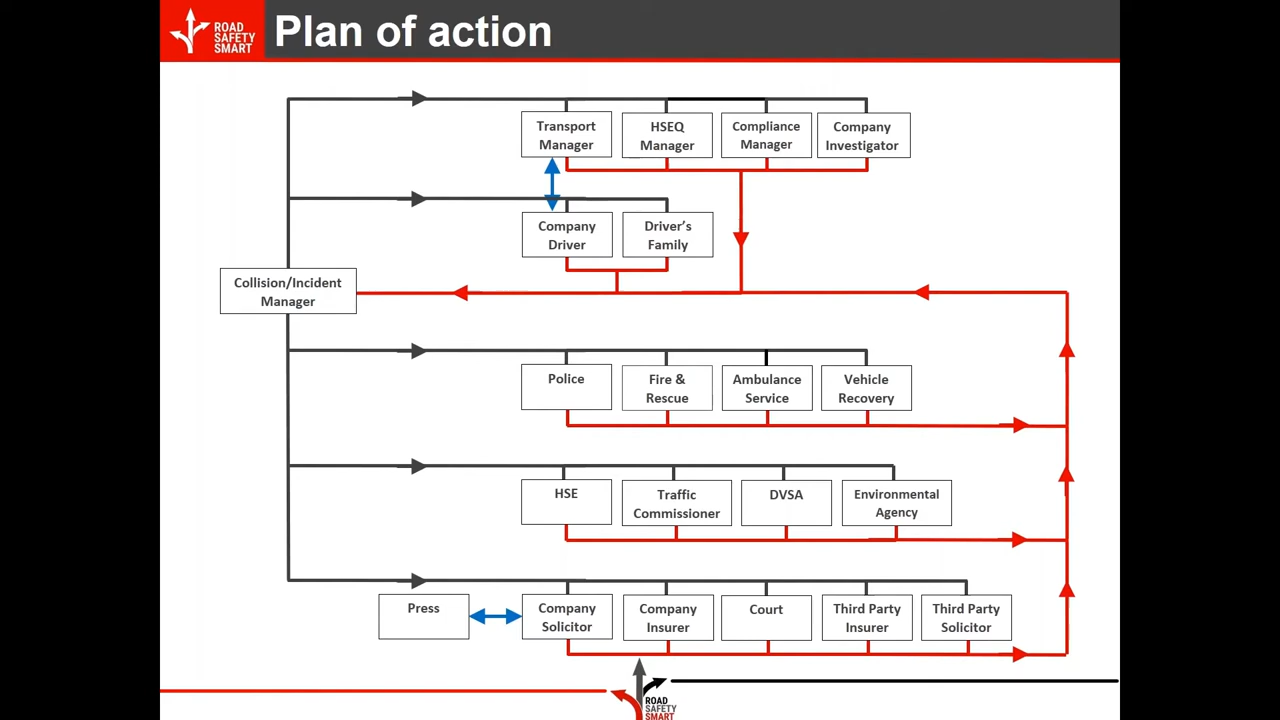 ROAD
SAFETY
SMART
Plan of action
Transport
Manager
HSEQ
Manager
Compliance
Manager
Company
Investigator
Company
Driver
Driver's
Family
Collision/Incident
Manager
Police
Fire &
Rescue
Ambulance
Service
Vehicle
Recovery
HSE
Traffic
Commissioner
DVSA
Environmental
Agency
Press
Company
Solicitor
Company
Insurer
Court
Third Party
Insurer
Third Party
Solicitor
ROAD
SAFETY
SMART